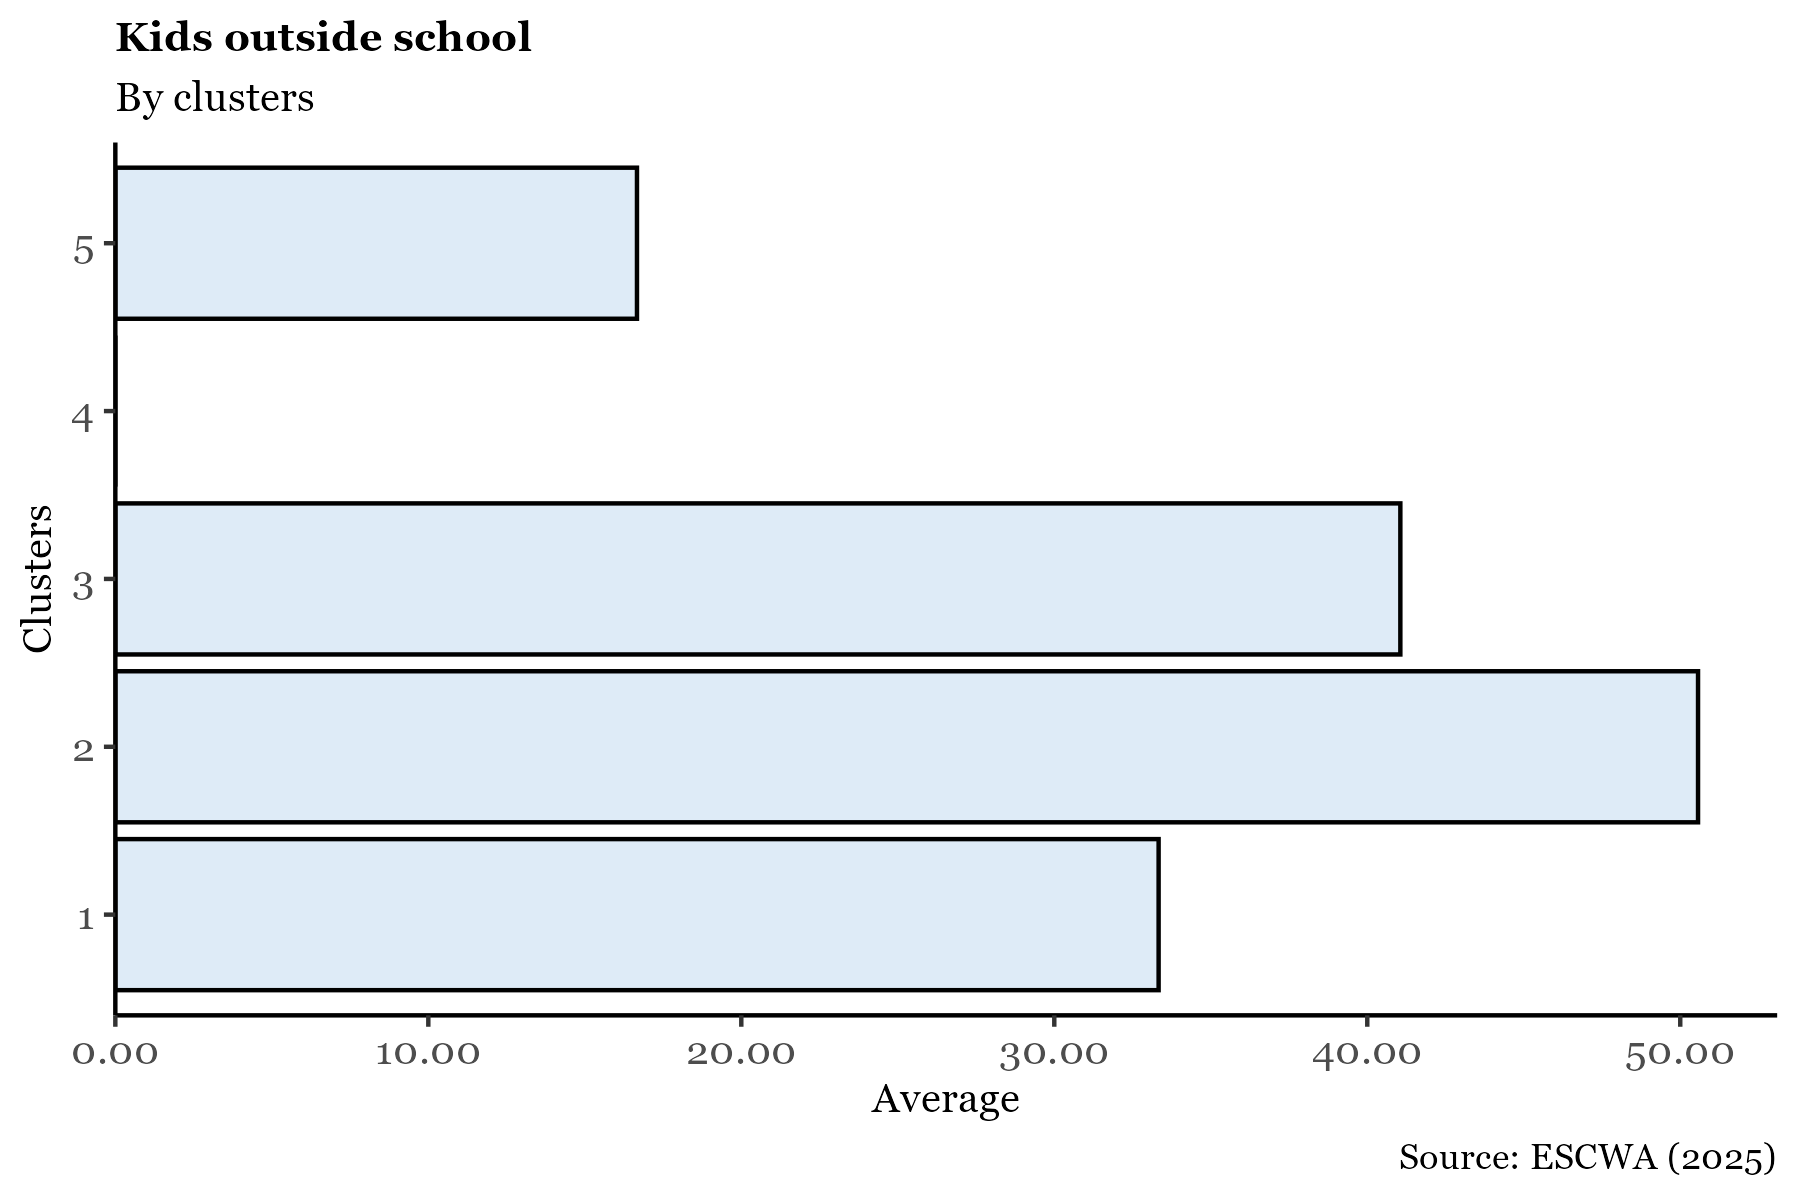 Kids outside school
By clusters
Clusters
5
4
3
2
1
0.00 10.00 20.00 30.00 40.00 50.00
Average
Source: ESCWA (2025)